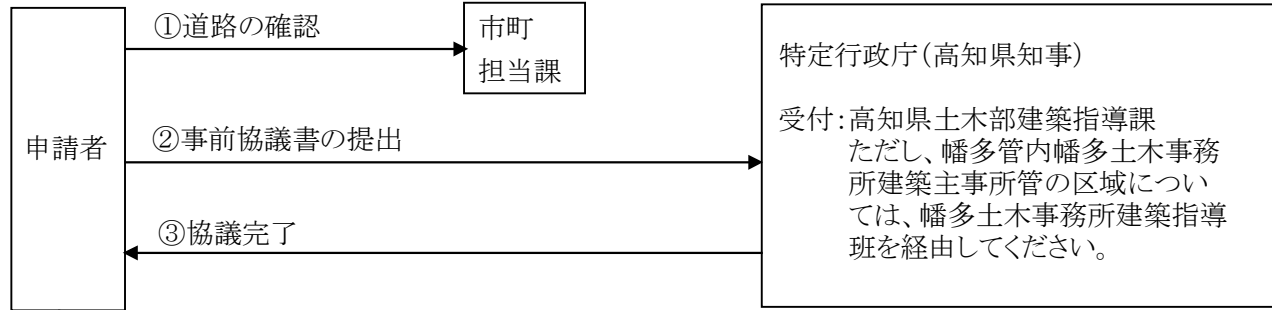 ①道路の確認
市町
担当課
特定行政庁(高知県知事)
受付:高知県土木部建築指導課
ただし、幡多管内幡多土木事務
所建築主事所管の区域につい
ては、幡多土木事務所建築指導
班を経由してください。
申請者
②事前協議書の提出
③協議完了